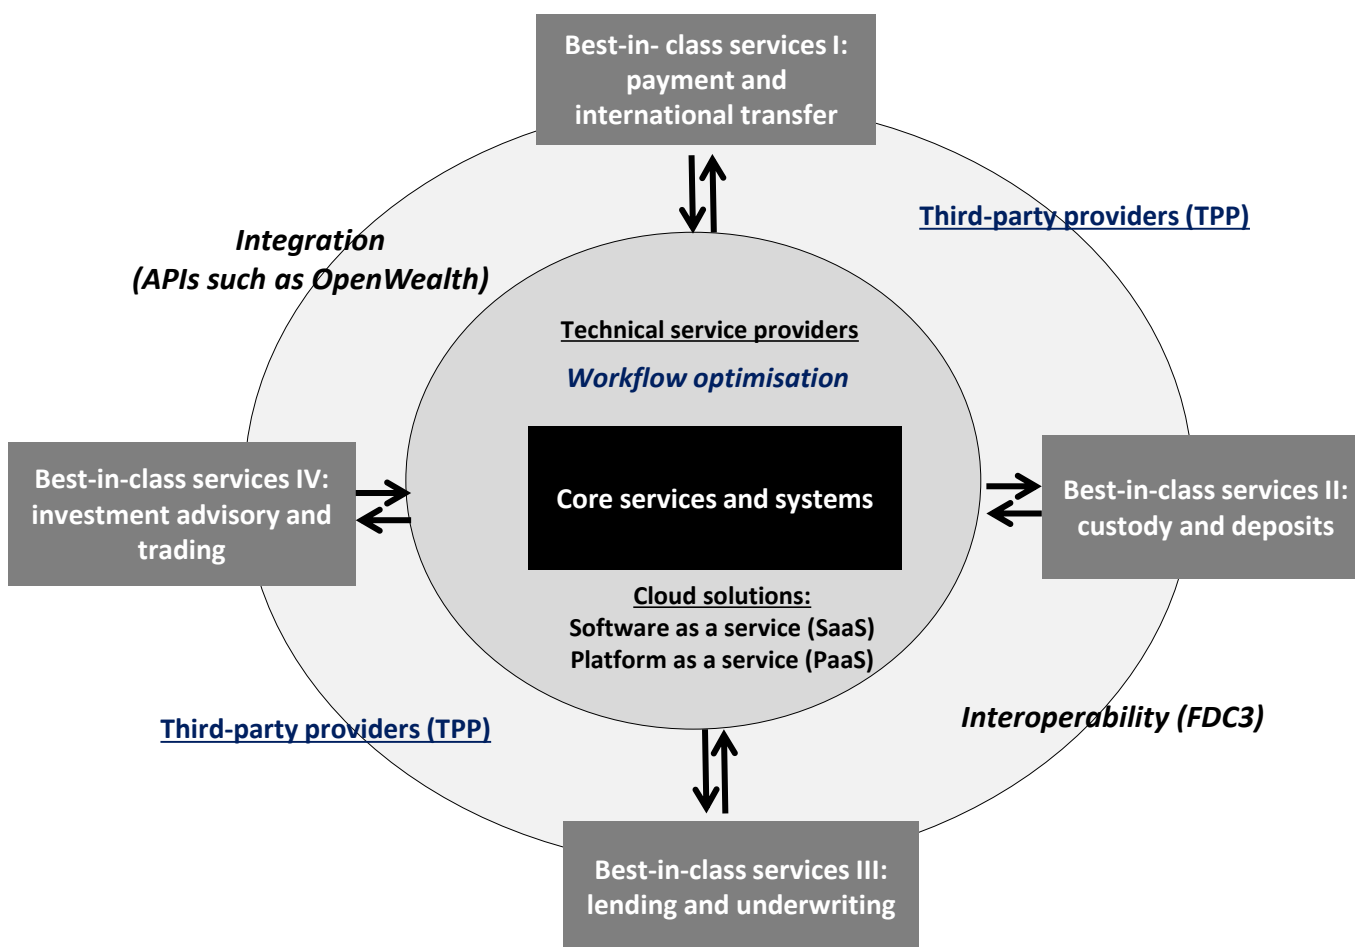 Best-in- class services I:
payment and
international transfer
Third-party providers (TPP)
Integration
(APIs such as OpenWealth)
Technical service providers
Workflow optimisation
Best-in-class services IV:
investment advisory and
trading
Core services and systems
Best-in-class services II:
custody and deposits
Cloud solutions:
Software as a service (SaaS)
Platform as a service (PaaS)
Third-party providers (TPP)
Interoperability (FDC3)
Best-in-class services III:
lending and underwriting